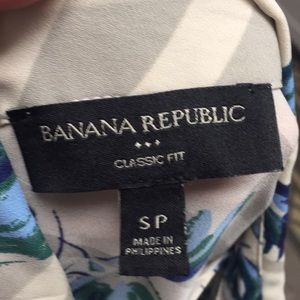 BANANA REPUBLIC
CLASSIC FIT
SP
MADE IN
PHILIPPINES